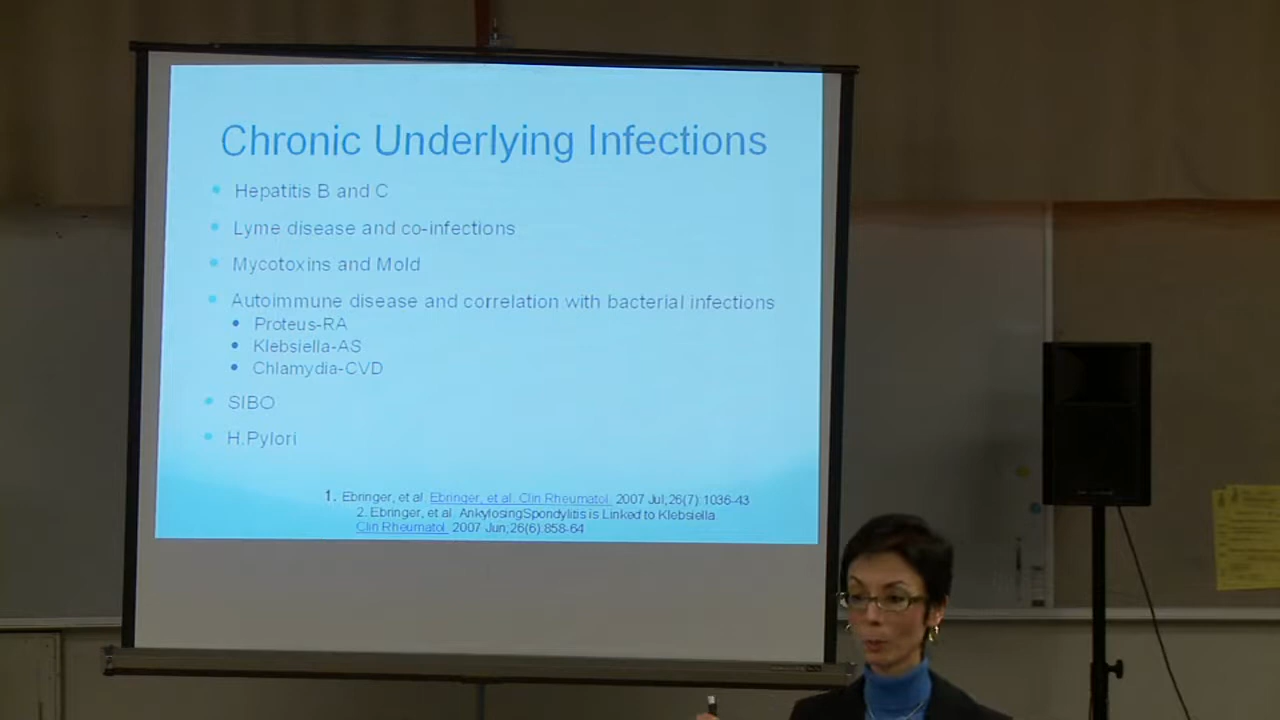 Chronic Underlying Infections
Hepatitis B and C
Lyme disease and co-infections
Mycotoxins and Mold
Autoimmune disease and correlation with bacterial infections
Proteus-RA
Klebsiella-AS
Chlamydia-CVD
SIBO
H.Pylori
1. Ebringer, et al. Ebringer, et al. Clin Rheumatol. 2007 Jul;26(7) 1036-43
2. Ebringer, et al. AnkylosingSpondylitis is Linked to Klebsiella
Clin Rheumatol. 2007 Jun;26(6):858-64